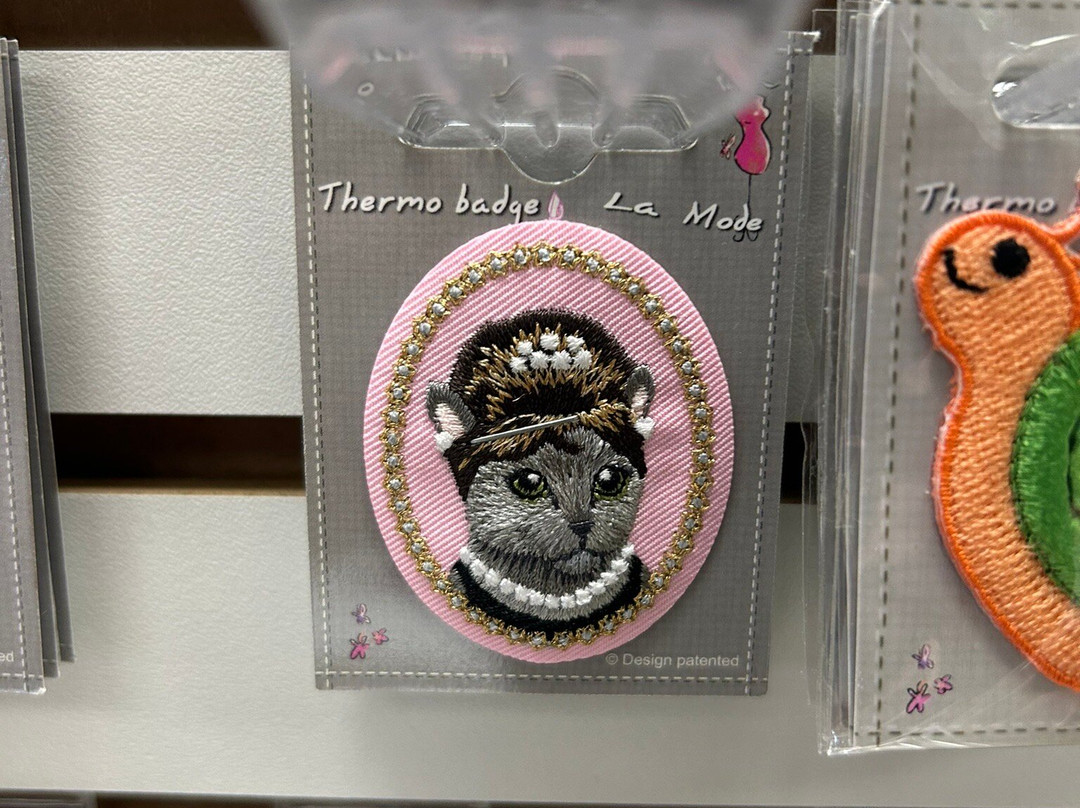 Thermo badge La Mode
© Design patented
Thermo
ed